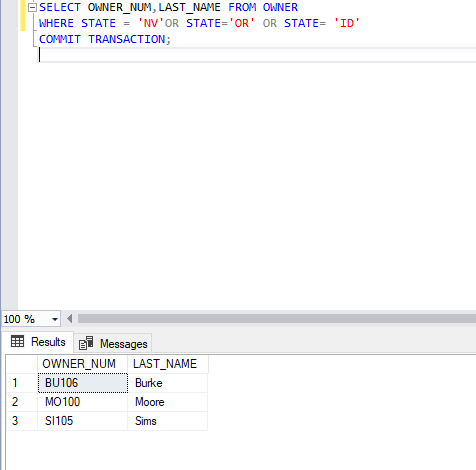 SELECT OWNER_NUM,LAST_NAME FROM OWNER
WHERE STATE = 'NV'OR STATE='OR' OR STATE= 'ID'
COMMIT TRANSACTION;
100 %
Results Messages
OWNER_NUM LAST_NAME
1 BU106 Burke
2 MO100 Moore
3 SI105 Sims